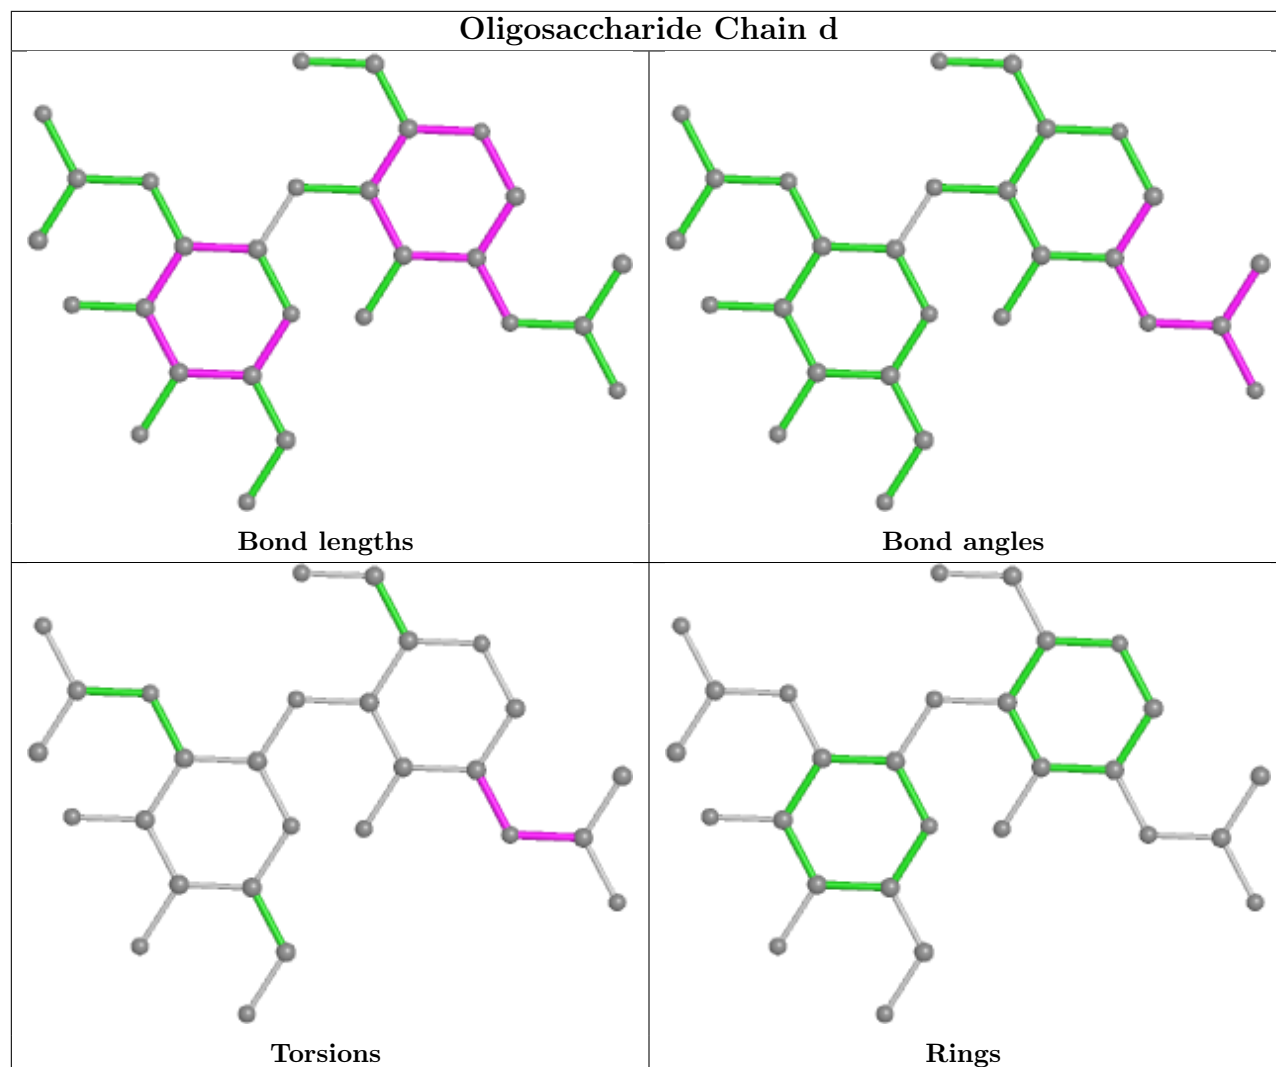 Oligosaccharide Chain d
Bond lengths
Bond angles
Torsions
Rings